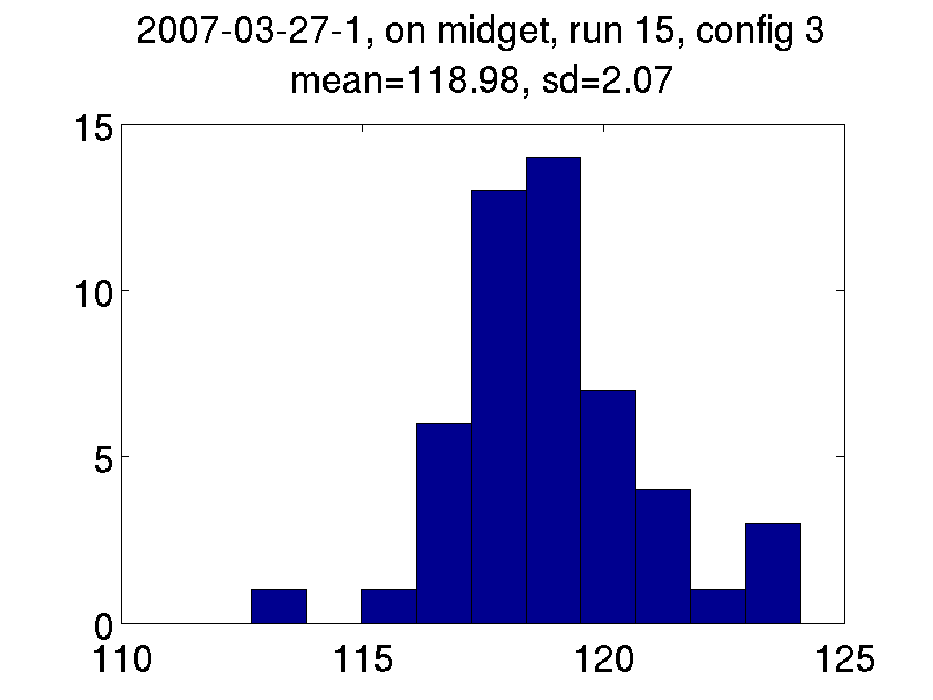 2007-03-27-1, on midget, run 15, config 3
mean=118.98, sd=2.07
15
10
5
0
110 115 120 125